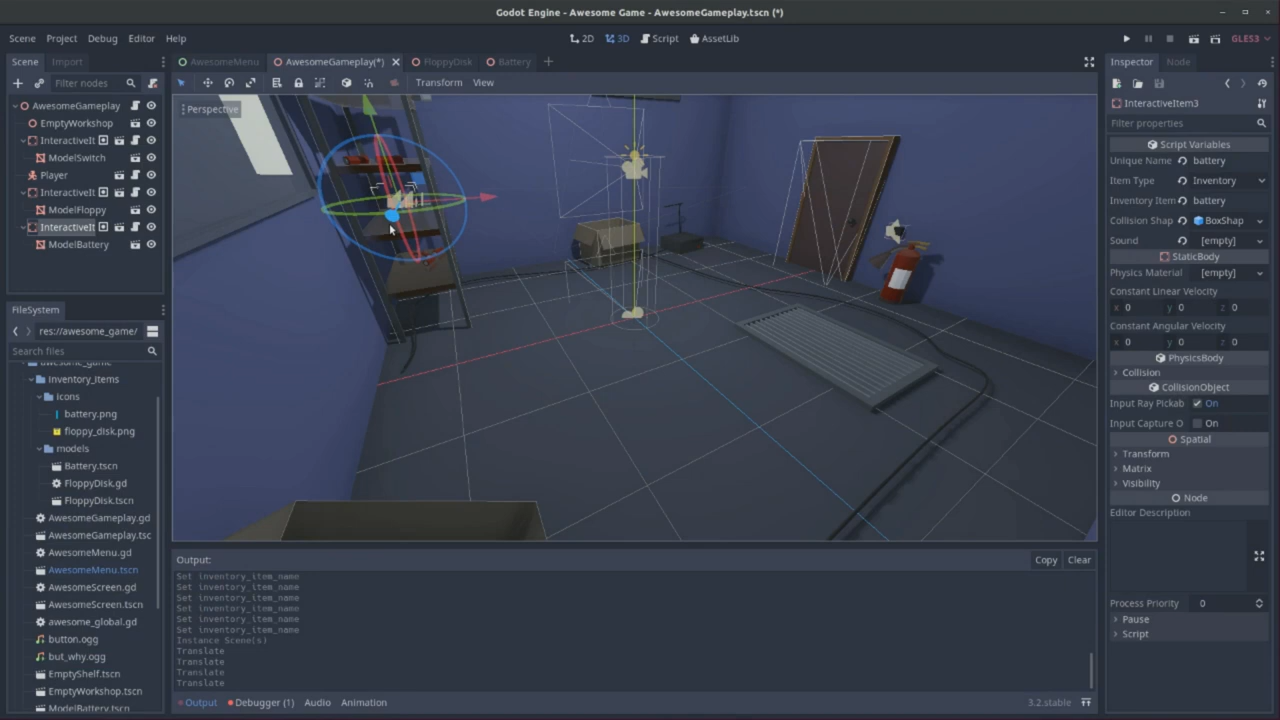 Godot Engine - Awesome Game - AwesomeGameplay.tscn (*)
Scene Project Debug Editor Help
2D 3D Script AssetLib
GLES3
Scene Import
AwesomeMenu AwesomeGameplay(*) FloppyDisk Battery
Inspector Node
Filter nodes
Transform View
AwesomeGameplay
EmptyWorkshop
InteractiveIt
ModelSwitch
Player
InteractiveIt
ModelFloppy
InteractiveIt
ModelBattery
Perspective
InteractiveItem3
Filter properties
Script Variables
Unique Name battery
Item Type Inventory
Inventory Item battery
Collision Shap BoxShap
Sound [empty]
StaticBody
Physics Material [empty]
Constant Linear Velocity
x 0 y 0 z 0
Constant Angular Velocity
x 0 y 0 z 0
PhysicsBody
Collision
CollisionObject
Input Ray Pickab On
Input Capture O On
Spatial
Transform
Matrix
Visibility
Node
Editor Description
Process Priority 0
Pause
Script
FileSystem
res://awesome_game/
Search files
awesome_game
inventory_items
icons
battery.png
floppy_disk.png
models
Battery.tscn
FloppyDisk.gd
FloppyDisk.tscn
AwesomeGameplay.gd
AwesomeGameplay.tsc
AwesomeMenu.gd
AwesomeMenu.tscn
AwesomeScreen.gd
AwesomeScreen.tscn
awesome_global.gd
button.ogg
but_why.ogg
EmptyShelf.tscn
EmptyWorkshop.tscn
ModelBattery.tscn
Output:
Copy Clear
Set inventory_item_name
Set inventory_item_name
Set inventory_item_name
Set inventory_item_name
Set inventory_item_name
Set inventory_item_name
Instance Scene(s)
Translate
Translate
Translate
Translate
Output Debugger (1) Audio Animation
3.2.stable